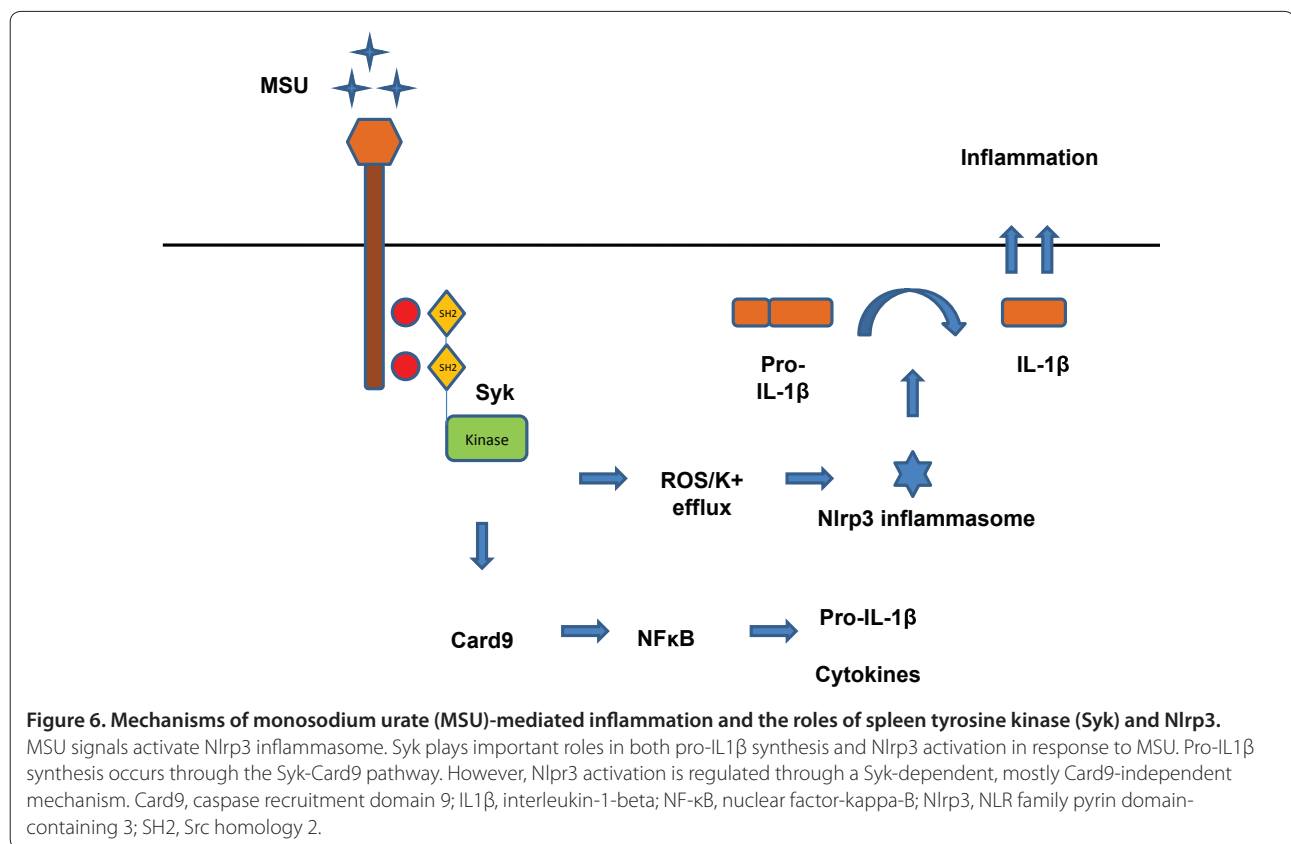 MSU
Inflammation
SH2
SH2
Syk
Kinase
Pro-
IL-1β
IL-1β
ROS/K+
efflux
Nlrp3 inflammasome
Card9
NFκB
Pro-IL-1β
Cytokines
Figure 6. Mechanisms of monosodium urate (MSU)-mediated inflammation and the roles of spleen tyrosine kinase (Syk) and Nlrp3.
MSU signals activate Nlrp3 inflammasome. Syk plays important roles in both pro-IL1β synthesis and Nlrp3 activation in response to MSU. Pro-IL1β
synthesis occurs through the Syk-Card9 pathway. However, Nlpr3 activation is regulated through a Syk-dependent, mostly Card9-independent
mechanism. Card9, caspase recruitment domain 9; IL1β, interleukin-1-beta; NF-κB, nuclear factor-kappa-B; Nlrp3, NLR family pyrin domain-
containing 3; SH2, Src homology 2.